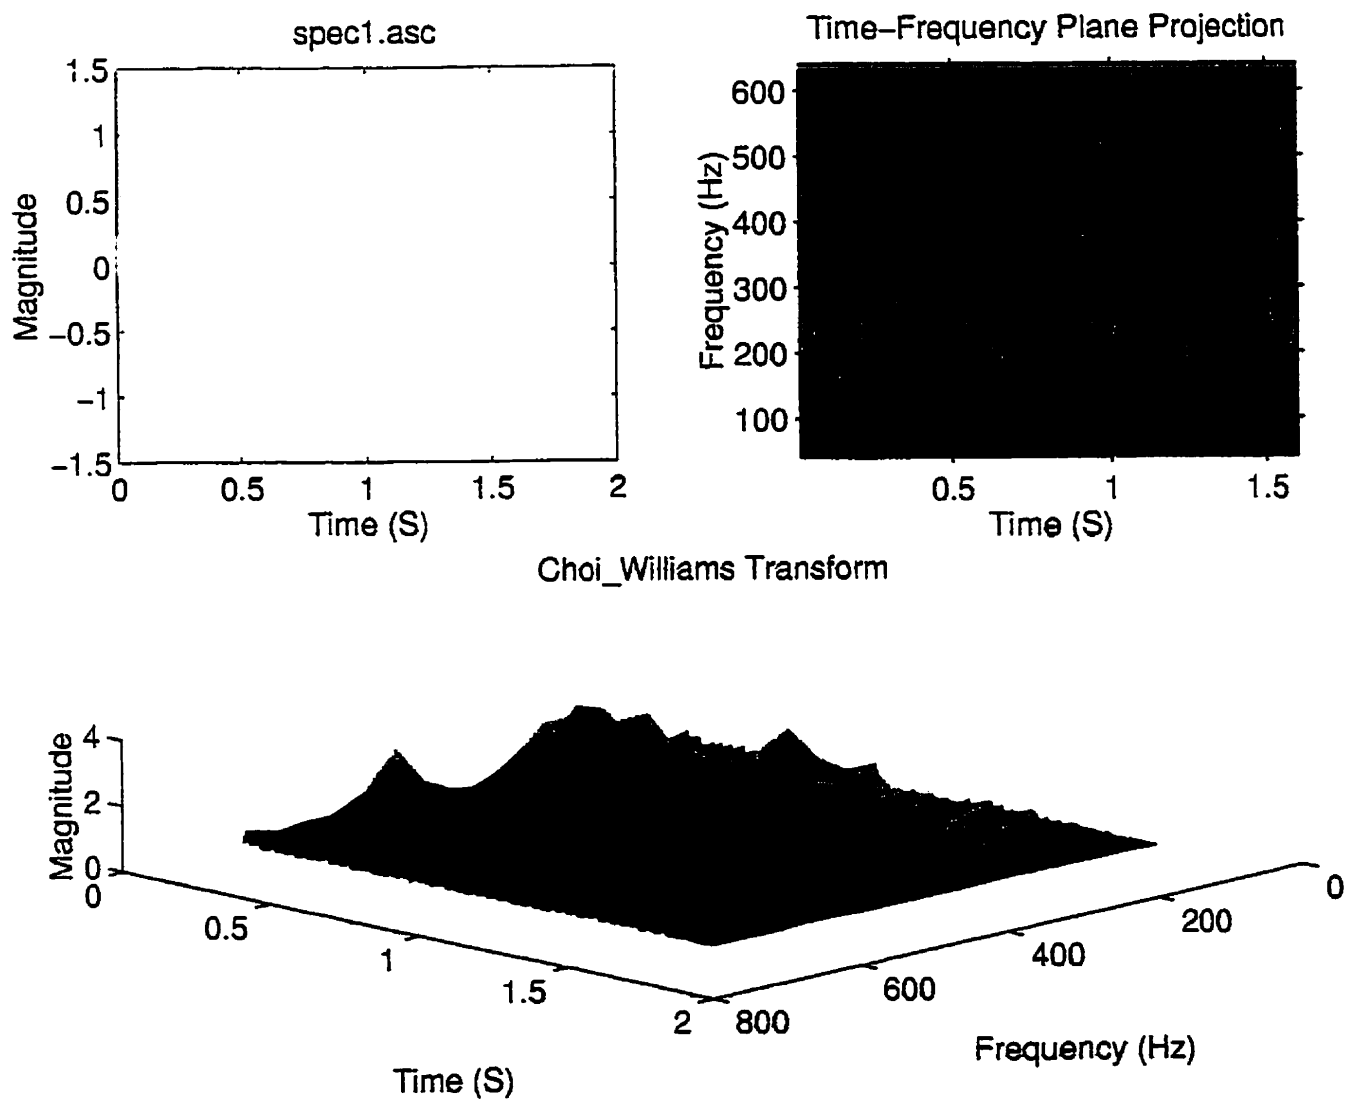 spec1.asc
1.5
1
0.5
0
−0.5
−1
−1.5
Magnitude
0 0.5 1 1.5 2
Time (S)
Time−Frequency Plane Projection
600
500
400
300
200
100
Frequency (Hz)
0.5 1 1.5
Time (S)
Choi_Williams Transform
4
2
0
Magnitude
0
0.5
1
1.5
2
Time (S)
800
600
400
200
0
Frequency (Hz)